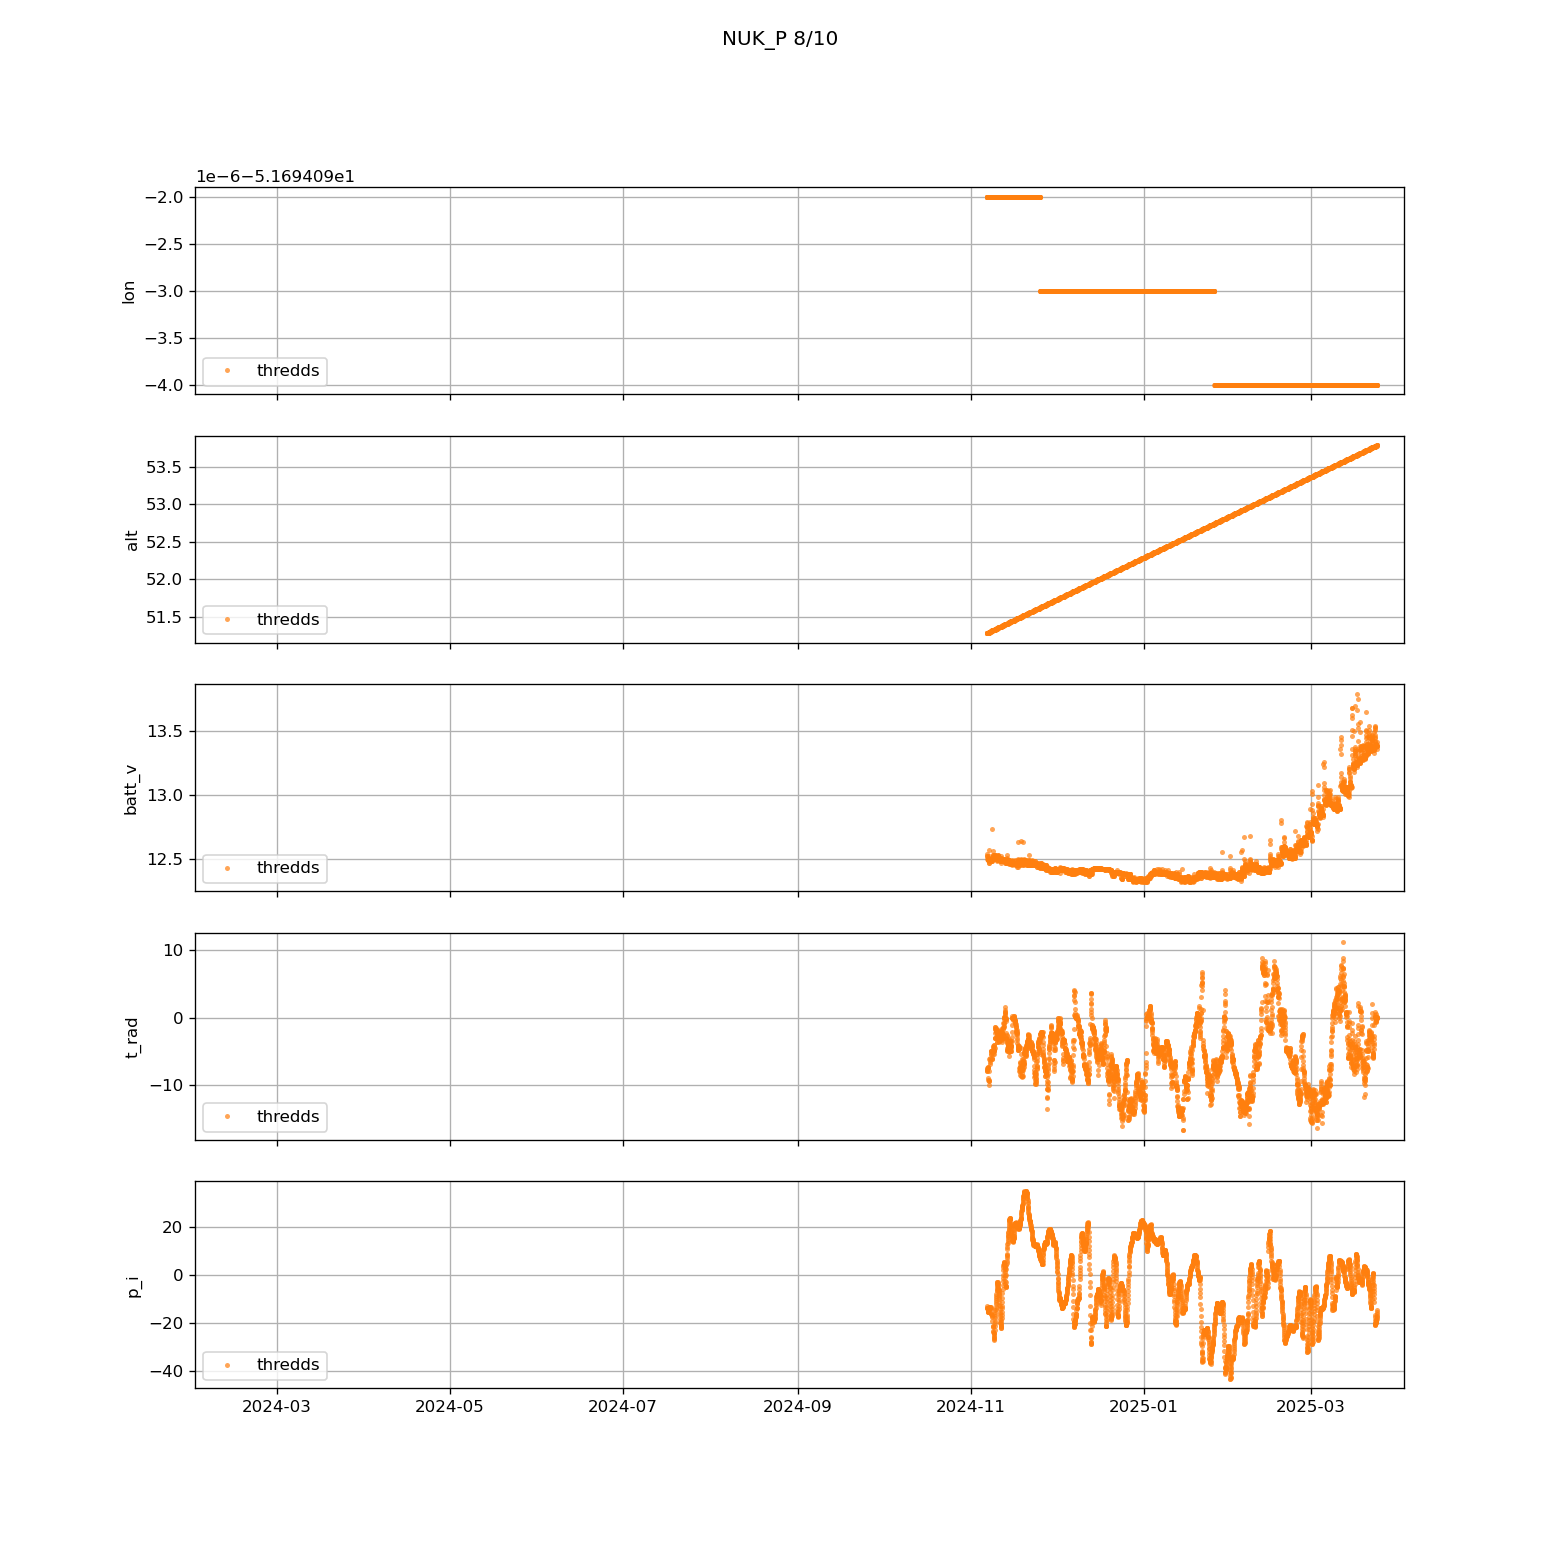 NUK_P 8/10
1e−6−5.169409e1
−2.0
−2.5
−3.0
−3.5
−4.0
lon
thredds
53.5
53.0
52.5
52.0
51.5
alt
thredds
13.5
13.0
12.5
batt_v
thredds
10
0
−10
t_rad
thredds
20
0
−20
−40
p_i
thredds
2024-03 2024-05 2024-07 2024-09 2024-11 2025-01 2025-03